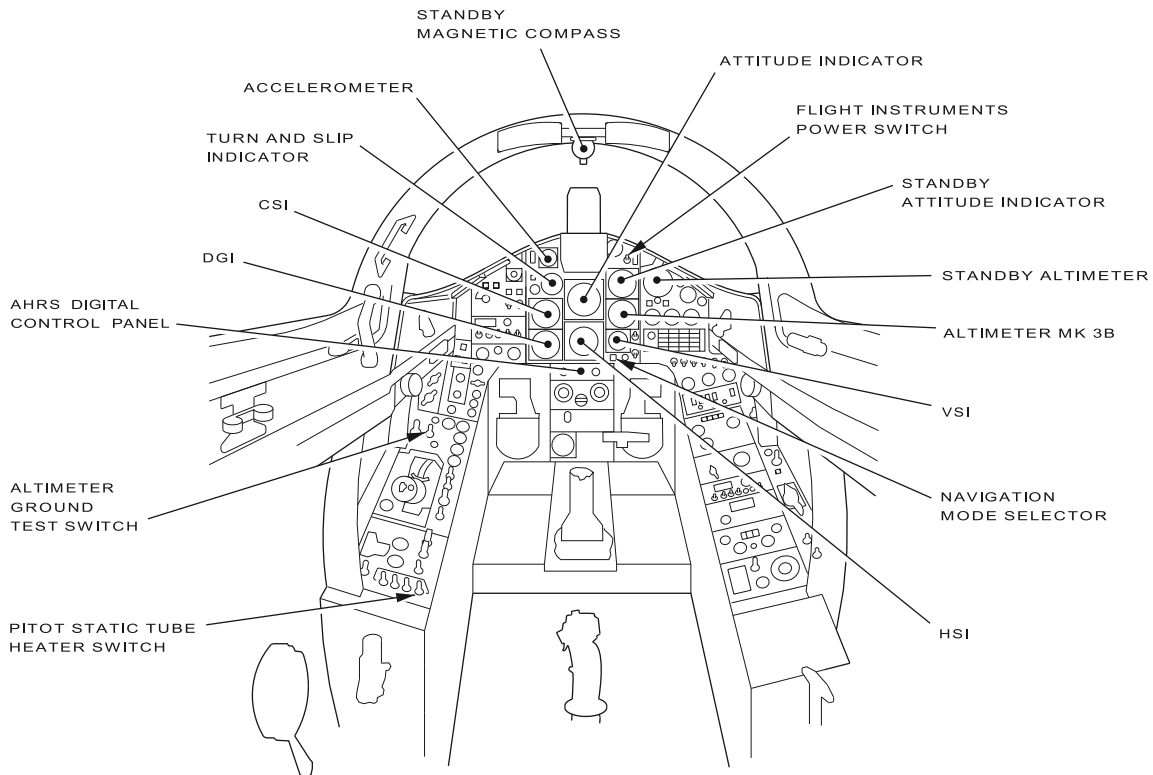 STANDBY
MAGNETIC COMPASS
ATTITUDE INDICATOR
ACCELEROMETER
FLIGHT INSTRUMENTS
POWER SWITCH
TURN AND SLIP
INDICATOR
STANDBY
ATTITUDE INDICATOR
CSI
DGI
STANDBY ALTIMETER
AHRS DIGITAL
CONTROL PANEL
ALTIMETER MK 3B
VSI
ALTIMETER
GROUND
TEST SWITCH
NAVIGATION
MODE SELECTOR
PITOT STATIC TUBE
HEATER SWITCH
HSI